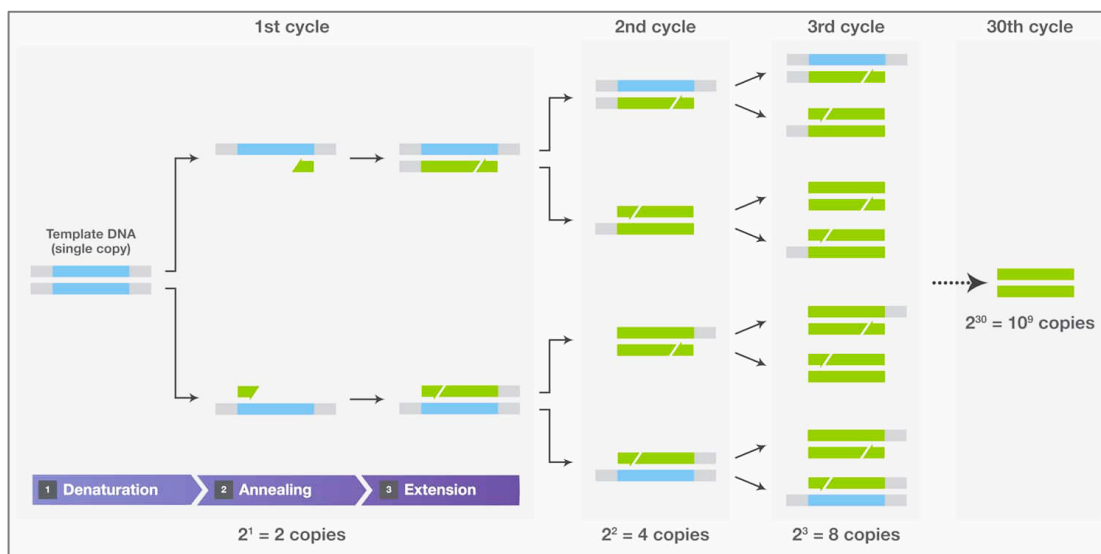 1st cycle
2nd cycle
3rd cycle
30th cycle
Template DNA
(single copy)
2³⁰ = 10⁹ copies
1 Denaturation
2 Annealing
3 Extension
2¹ = 2 copies
2² = 4 copies
2³ = 8 copies